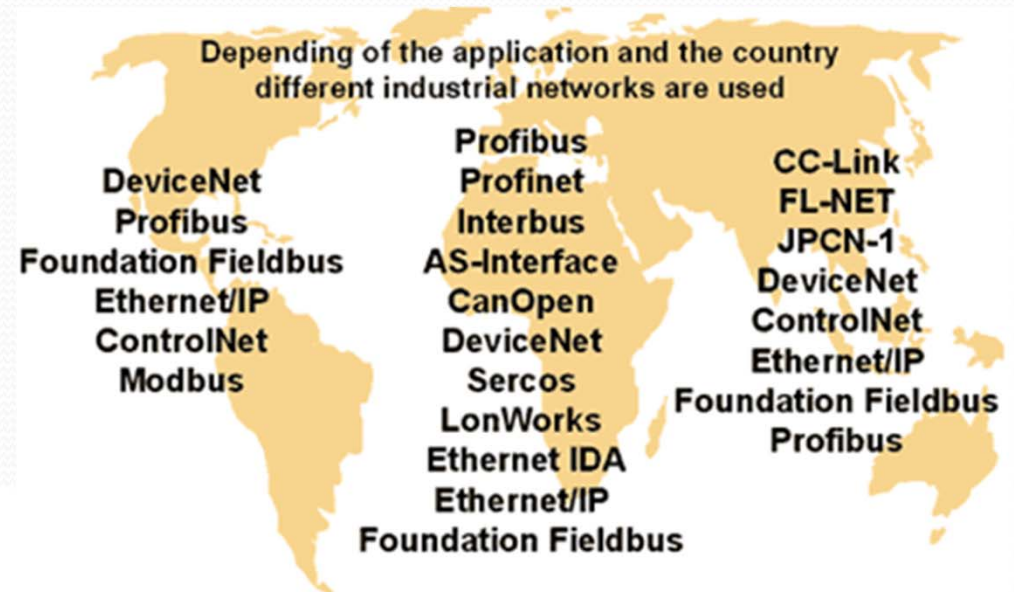 Depending of the application and the country
different industrial networks are used
DeviceNet
Profibus
Foundation Fieldbus
Ethernet/IP
ControlNet
Modbus
Profibus
Profinet
Interbus
AS-Interface
CanOpen
DeviceNet
Sercos
LonWorks
Ethernet IDA
Ethernet/IP
Foundation Fieldbus
CC-Link
FL-NET
JPCN-1
DeviceNet
ControlNet
Ethernet/IP
Foundation Fieldbus
Profibus